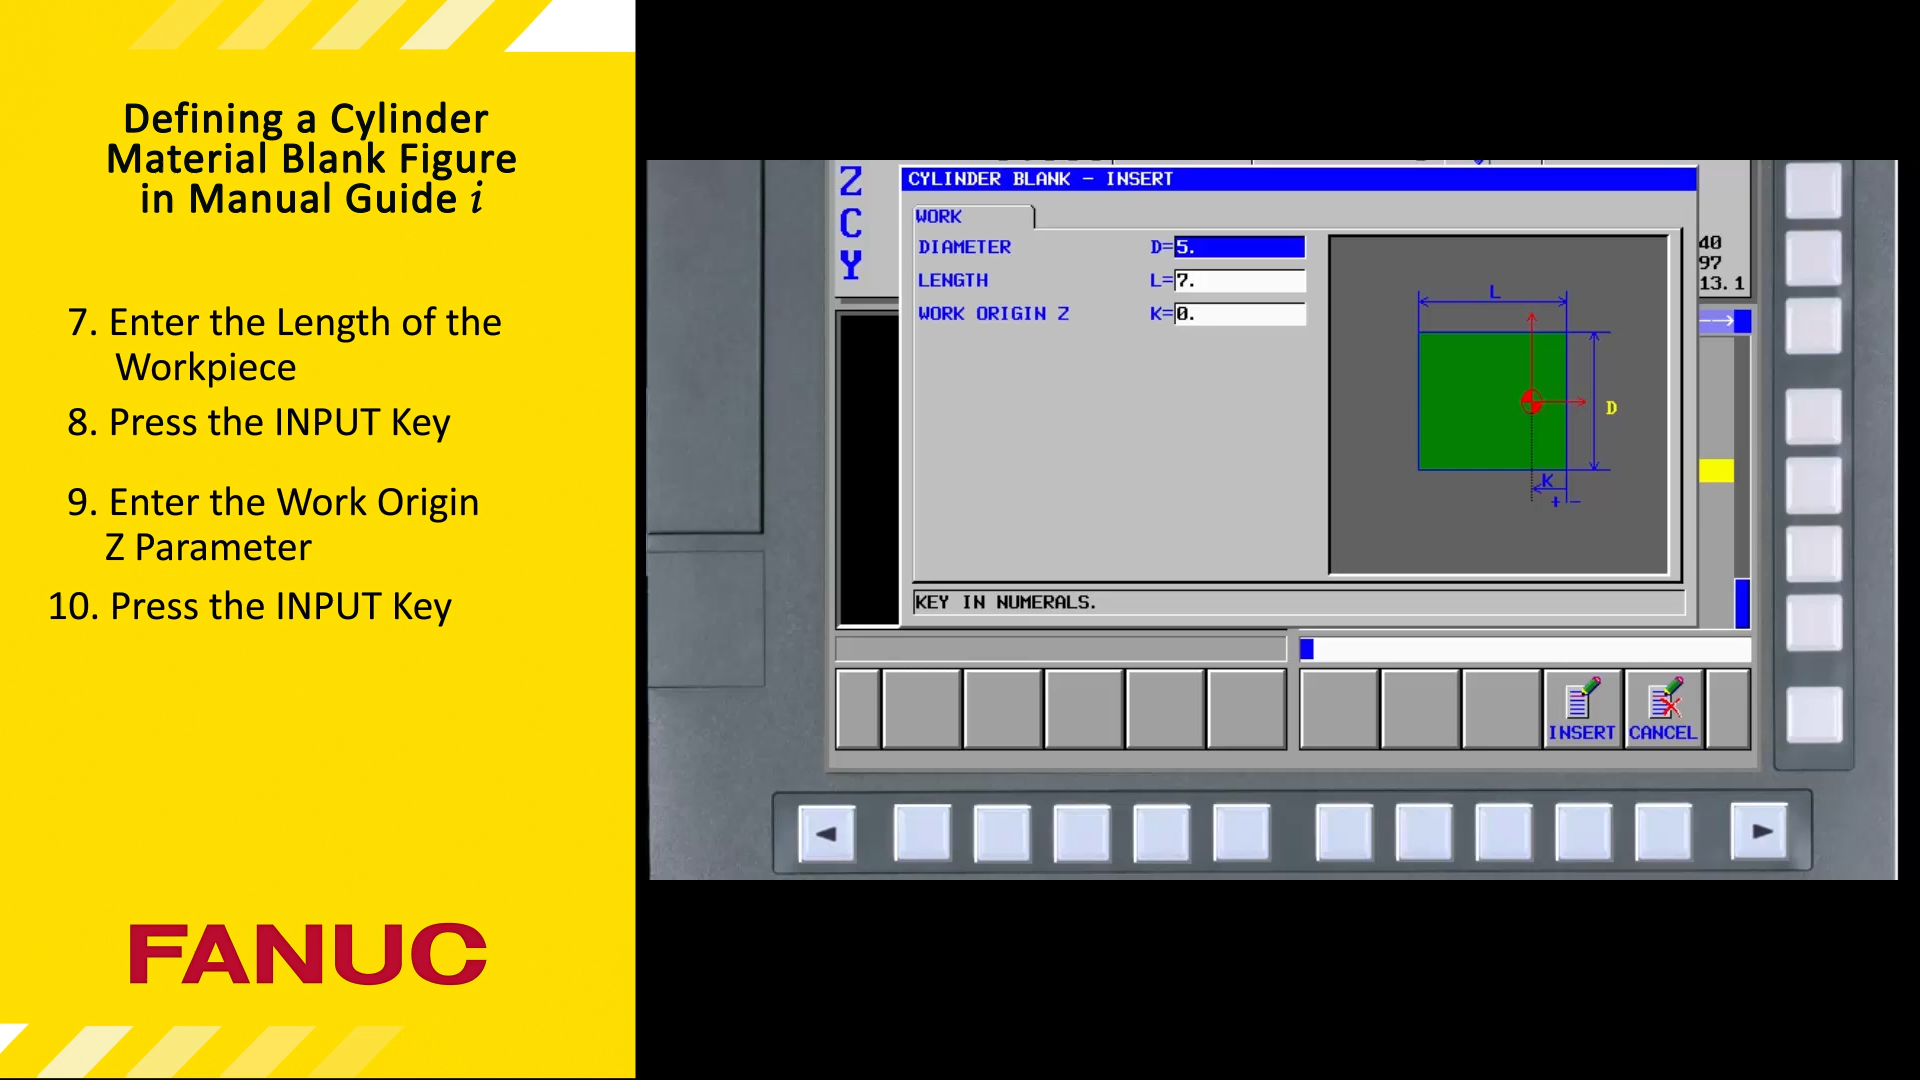 Defining a Cylinder
Material Blank Figure
in Manual Guide i
7. Enter the Length of the
Workpiece
8. Press the INPUT Key
9. Enter the Work Origin
Z Parameter
10. Press the INPUT Key
FANUC
Z
C
Y
CYLINDER BLANK - INSERT
WORK
DIAMETER D=5.
LENGTH L=7.
WORK ORIGIN Z K=0.
L
D
K
+ -
40
97
13.1
KEY IN NUMERALS.
INSERT CANCEL